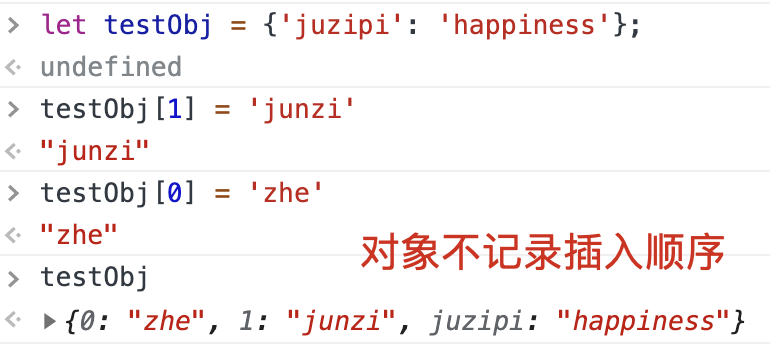 > let testObj = {'juzipi': 'happiness'};
<· undefined
> testObj[1] = 'junzi'
<· "junzi"
> testObj[0] = 'zhe'
<· "zhe"
对象不记录插入顺序
> testObj
<· ▶{0: "zhe", 1: "junzi", juzipi: "happiness"}